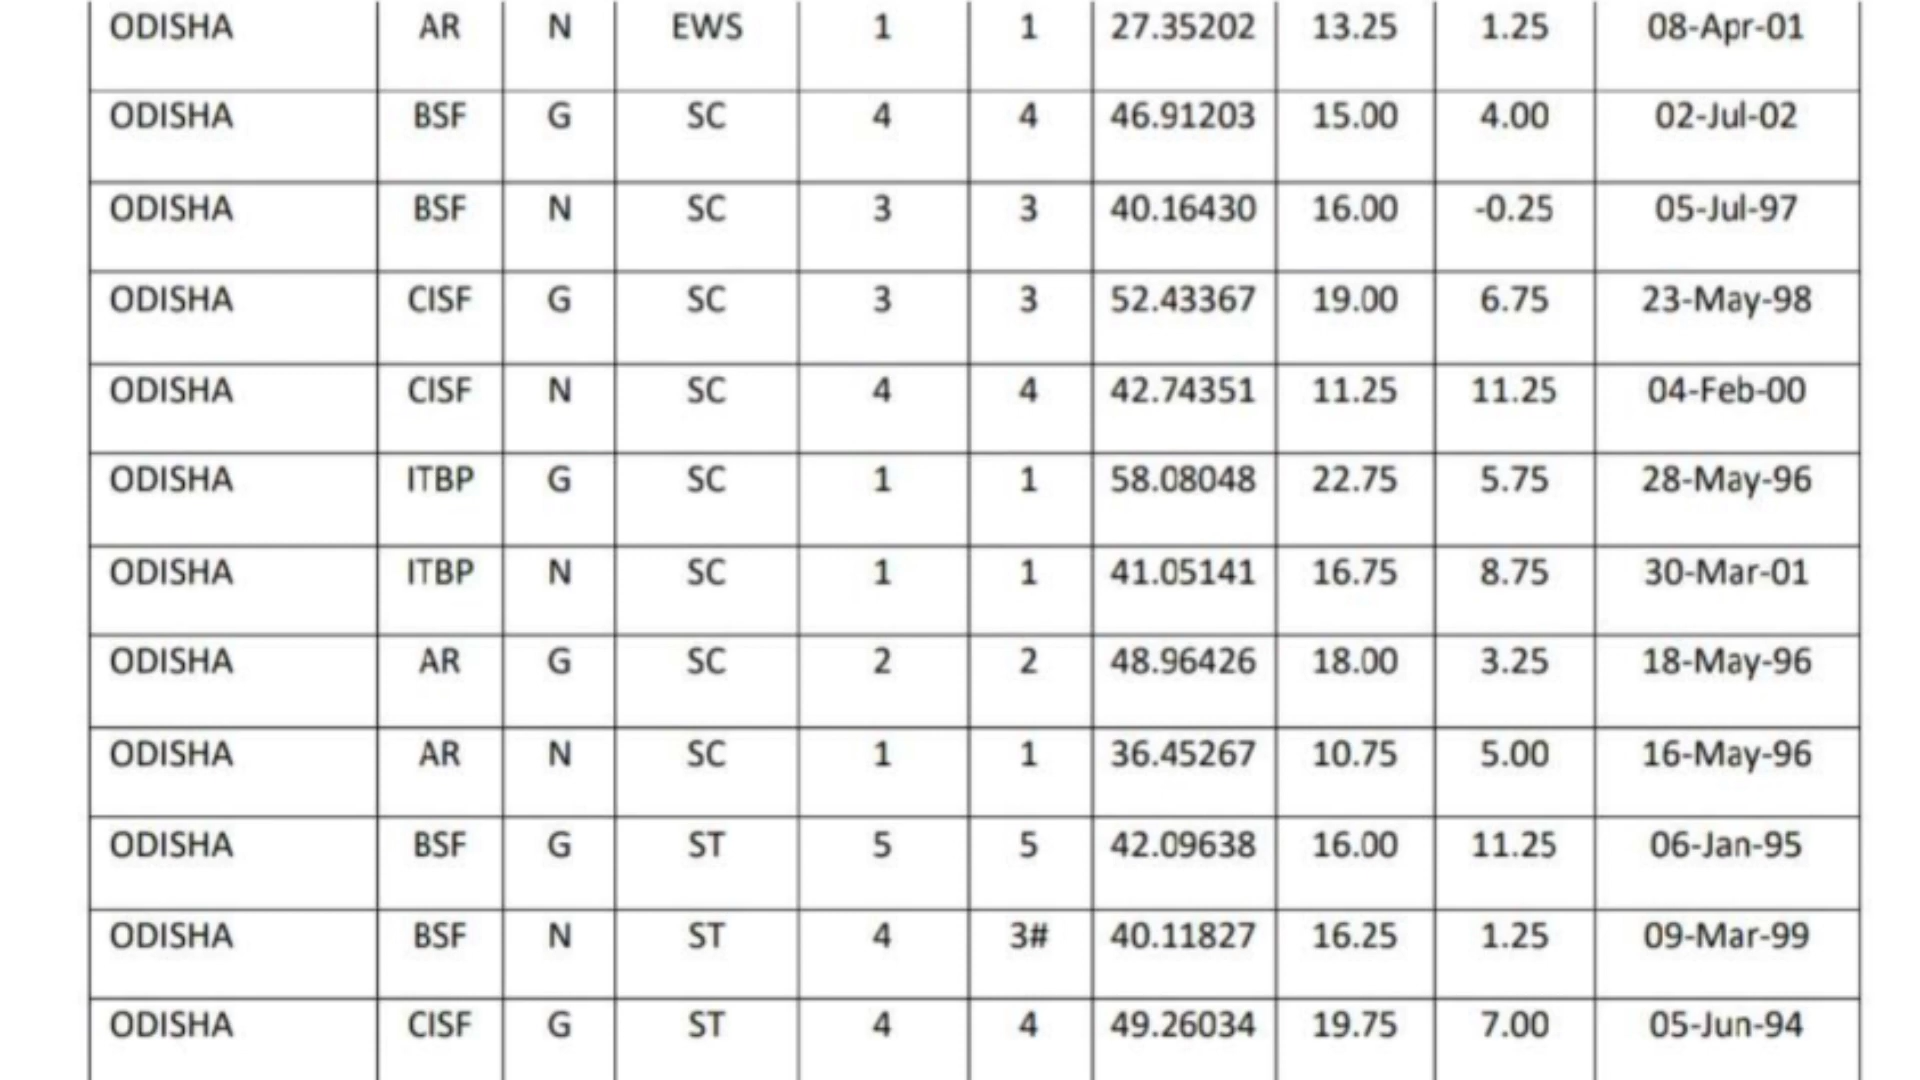 ODISHA AR N EWS 1 1 27.35202 13.25 1.25 08-Apr-01
ODISHA BSF G SC 4 4 46.91203 15.00 4.00 02-Jul-02
ODISHA BSF N SC 3 3 40.16430 16.00 -0.25 05-Jul-97
ODISHA CISF G SC 3 3 52.43367 19.00 6.75 23-May-98
ODISHA CISF N SC 4 4 42.74351 11.25 11.25 04-Feb-00
ODISHA ITBP G SC 1 1 58.08048 22.75 5.75 28-May-96
ODISHA ITBP N SC 1 1 41.05141 16.75 8.75 30-Mar-01
ODISHA AR G SC 2 2 48.96426 18.00 3.25 18-May-96
ODISHA AR N SC 1 1 36.45267 10.75 5.00 16-May-96
ODISHA BSF G ST 5 5 42.09638 16.00 11.25 06-Jan-95
ODISHA BSF N ST 4 3# 40.11827 16.25 1.25 09-Mar-99
ODISHA CISF G ST 4 4 49.26034 19.75 7.00 05-Jun-94